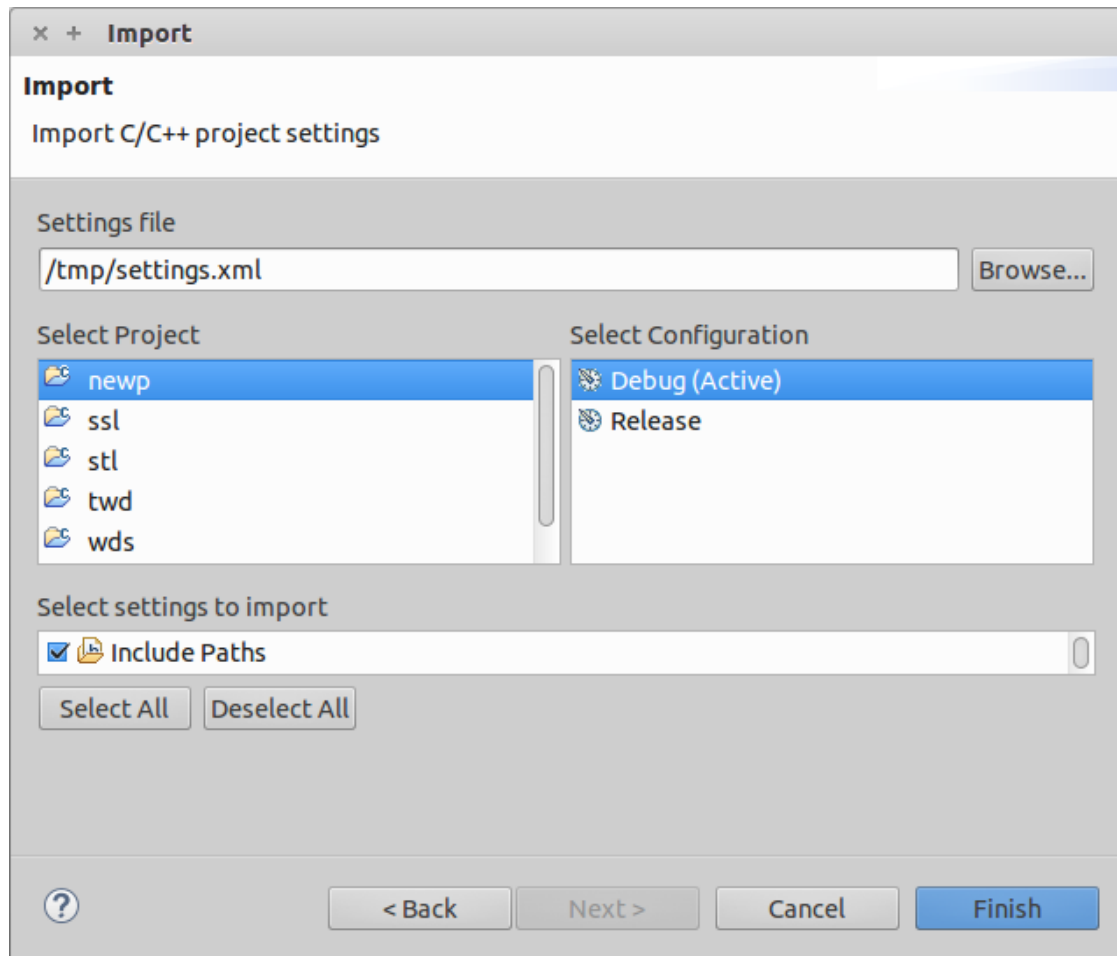 Import
Import
Import C/C++ project settings
Settings file
/tmp/settings.xml
Browse...
Select Project
Select Configuration
newp
Debug (Active)
ssl
Release
stl
twd
wds
Select settings to import
Include Paths
Select All
Deselect All
?
< Back
Next >
Cancel
Finish